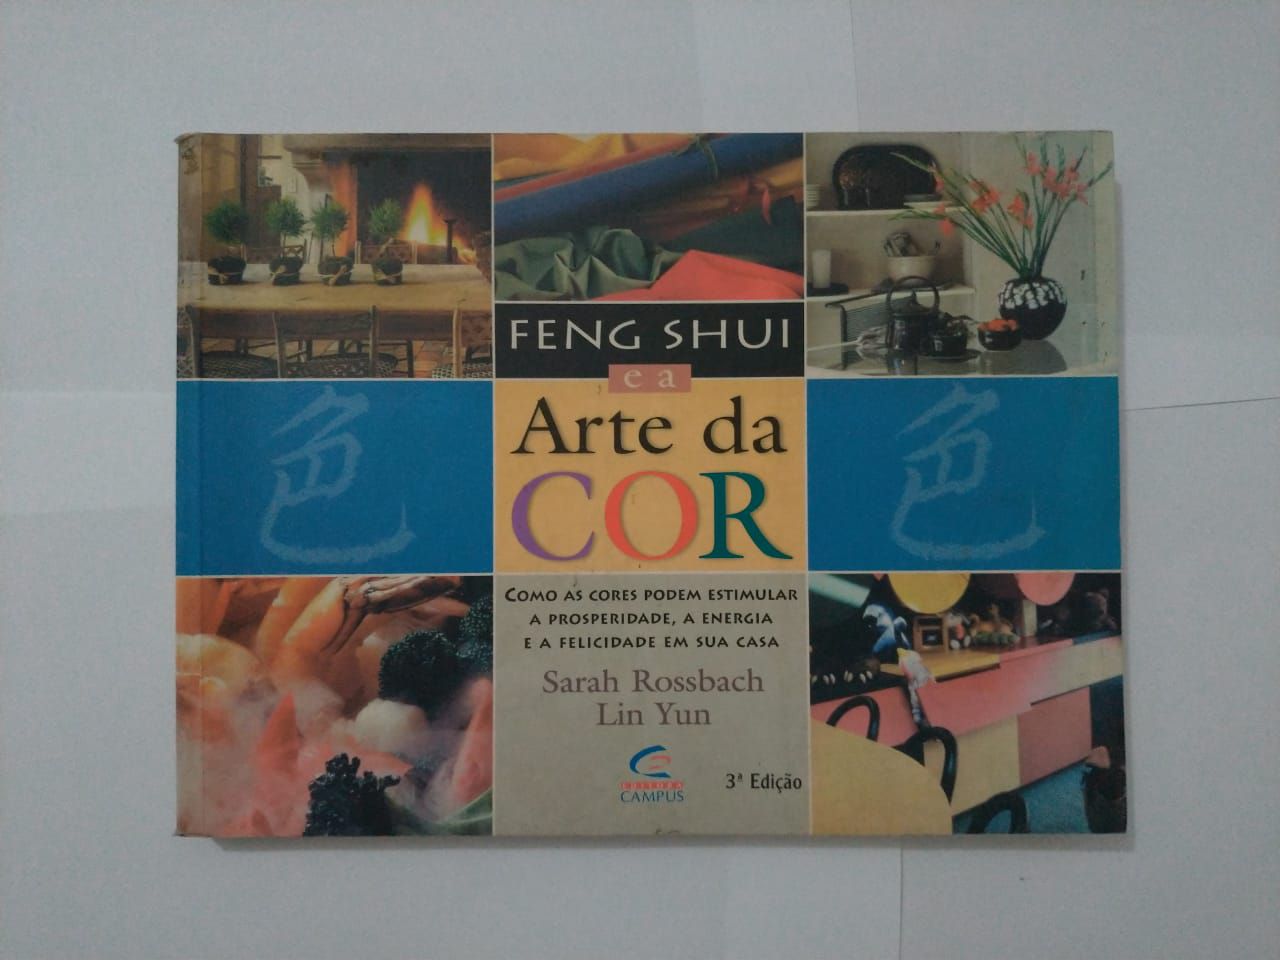 FENG SHUI
e a
Arte da
COR
色
色
COMO AS CORES PODEM ESTIMULAR
A PROSPERIDADE, A ENERGIA
E A FELICIDADE EM SUA CASA
Sarah Rossbach
Lin Yun
EDITORA
CAMPUS
3ª Edição